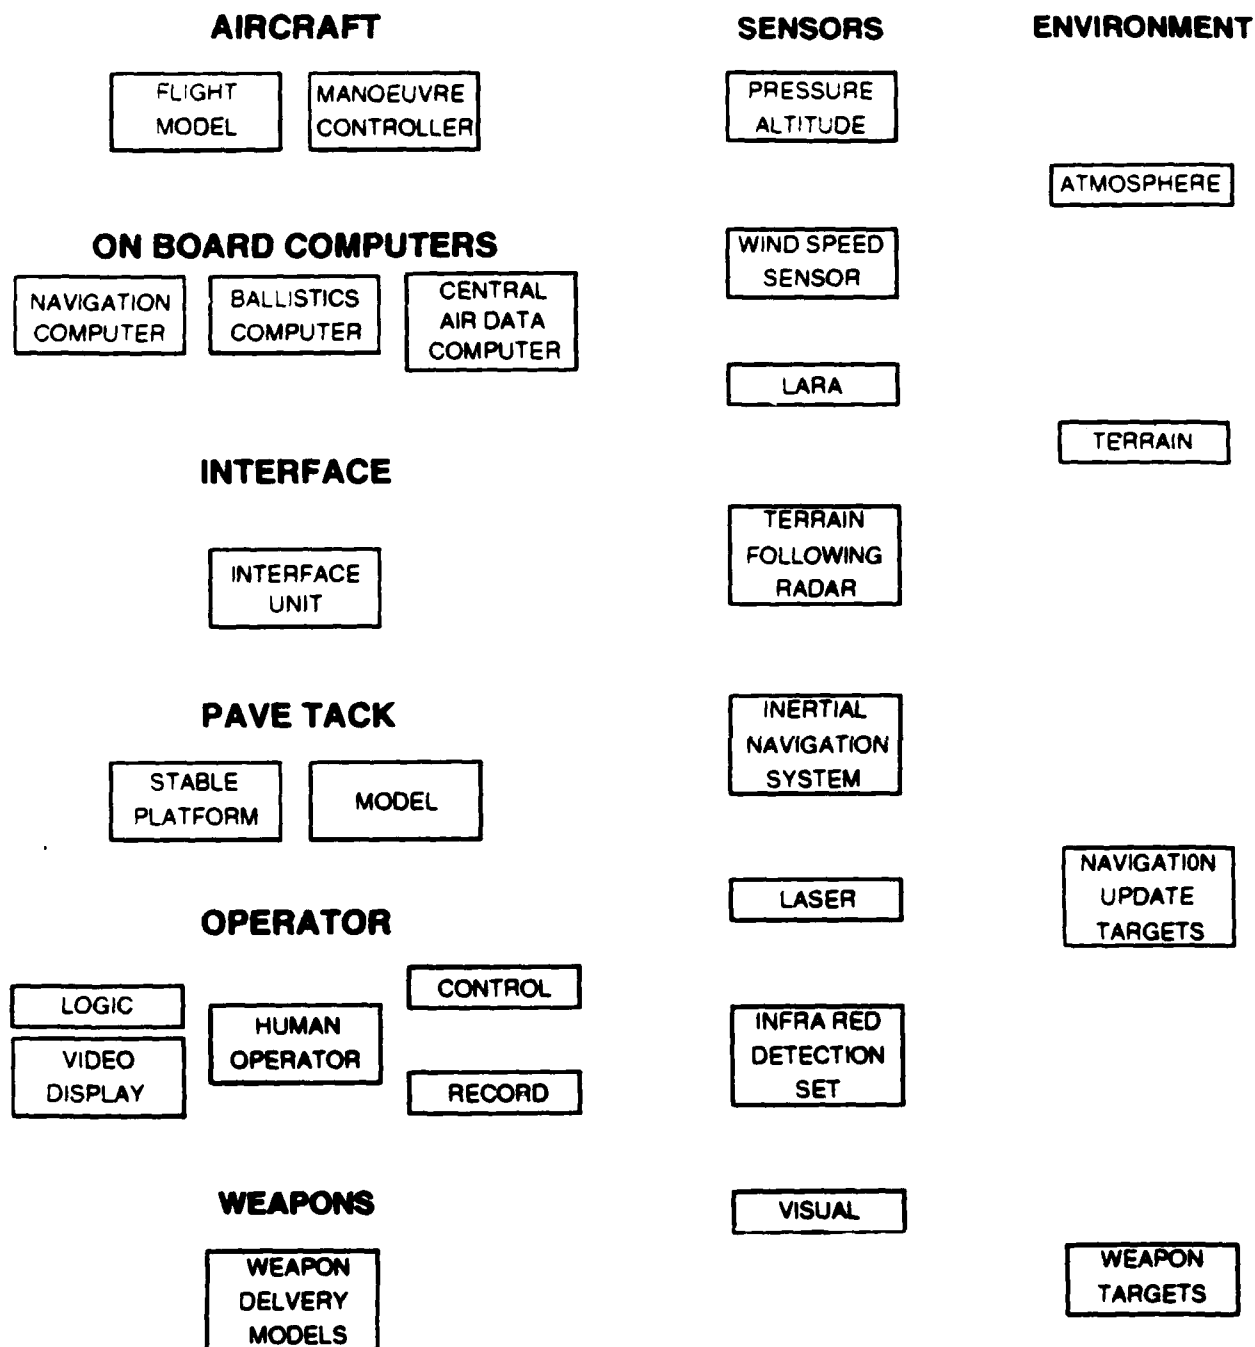 AIRCRAFT
FLIGHT
MODEL
MANOEUVRE
CONTROLLER
ON BOARD COMPUTERS
NAVIGATION
COMPUTER
BALLISTICS
COMPUTER
CENTRAL
AIR DATA
COMPUTER
INTERFACE
INTERFACE
UNIT
PAVE TACK
STABLE
PLATFORM
MODEL
OPERATOR
LOGIC
VIDEO
DISPLAY
HUMAN
OPERATOR
CONTROL
RECORD
WEAPONS
WEAPON
DELVERY
MODELS
SENSORS
PRESSURE
ALTITUDE
WIND SPEED
SENSOR
LARA
TERRAIN
FOLLOWING
RADAR
INERTIAL
NAVIGATION
SYSTEM
LASER
INFRA RED
DETECTION
SET
VISUAL
ENVIRONMENT
ATMOSPHERE
TERRAIN
NAVIGATION
UPDATE
TARGETS
WEAPON
TARGETS